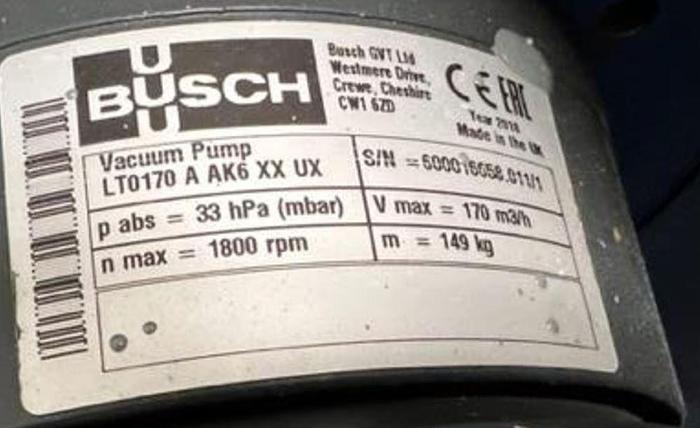 BUSCH
Busch GVT Ltd
Westmere Drive,
Crewe, Cheshire
CW1 6ZD
CE EAC
Year 2018
Made in the UK
Vacuum Pump
LT0170 A AK6 XX UX
S/N =
p abs = 33 hPa (mbar)
V max = 170 m3/h
n max = 1800 rpm
m = 149 kg